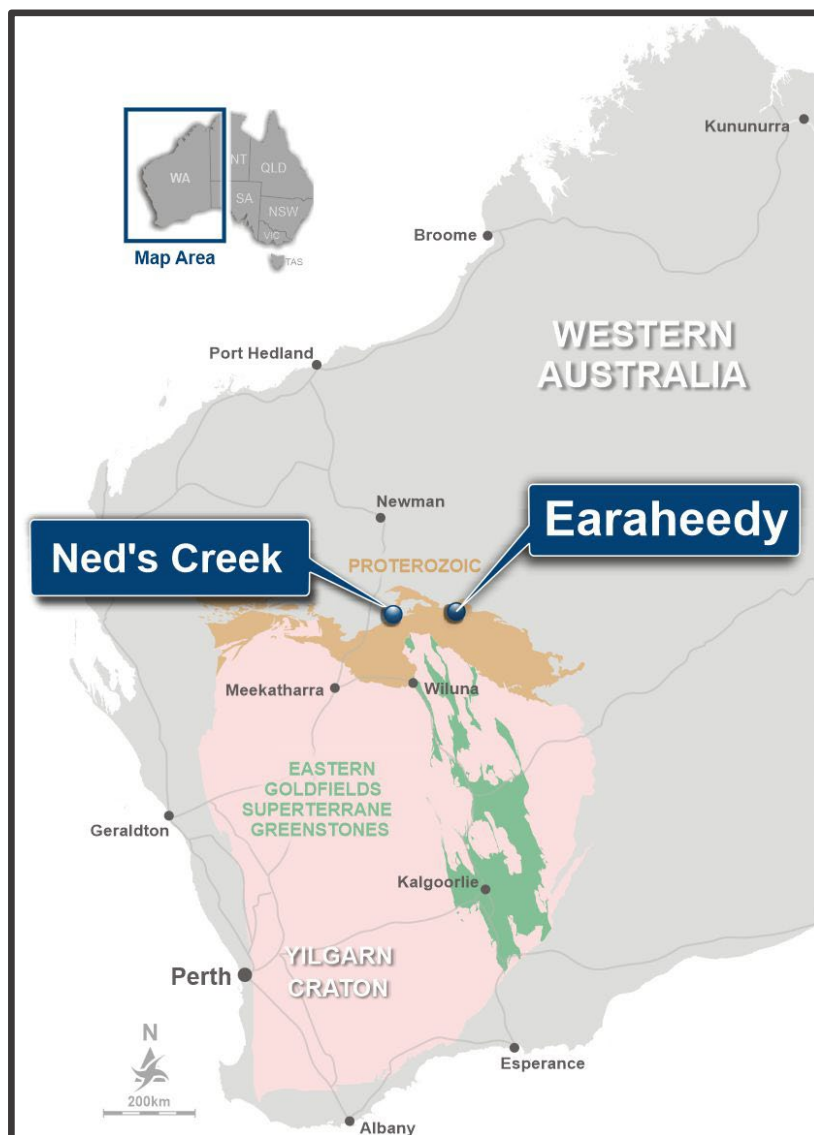 Kununurra
WA
NT
QLD
SA
NSW
VIC
TAS
Map Area
Broome
WESTERN
AUSTRALIA
Port Hedland
Newman
Earaheedy
Ned's Creek
PROTEROZOIC
Meekatharra
Wiluna
EASTERN
GOLDFIELDS
SUPERTERRANE
GREENSTONES
Geraldton
Kalgoorlie
YILGARN
CRATON
Perth
N
200km
Esperance
Albany